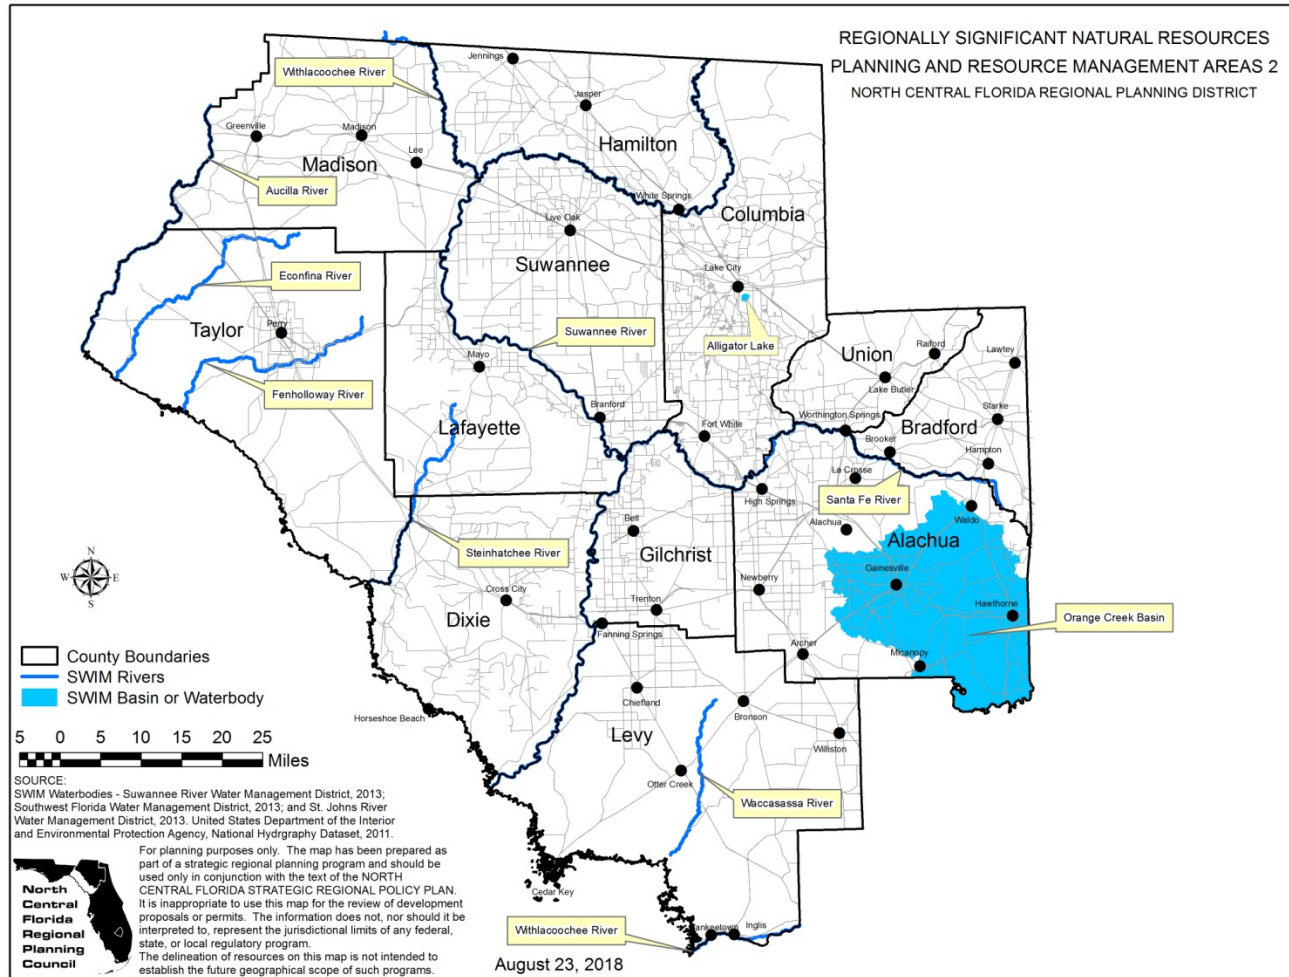 REGIONALLY SIGNIFICANT NATURAL RESOURCES
PLANNING AND RESOURCE MANAGEMENT AREAS 2
NORTH CENTRAL FLORIDA REGIONAL PLANNING DISTRICT
Jennings
Withlacoochee River
Jasper
Greenville
Madison
Hamilton
Lee
Madison
Aucilla River
White Springs
Columbia
Live Oak
Suwannee
Econfina River
Lake City
Taylor
Perry
Suwannee River
Alligator Lake
Union
Raiford
Lawtey
Mayo
Lake Butler
Fenholloway River
Branford
Worthington Springs
Starke
Lafayette
Fort White
Bradford
Brooker
Hampton
La Crosse
High Springs
Santa Fe River
Waldo
Bell
Alachua
Alachua
Steinhatchee River
Gilchrist
N
W E
S
Gainesville
Newberry
Cross City
Trenton
Hawthorne
Dixie
Orange Creek Basin
Fanning Springs
Archer
Micanopy
County Boundaries
SWIM Rivers
SWIM Basin or Waterbody
Chiefland
Bronson
Horseshoe Beach
Levy
Williston
5 0 5 10 15 20 25
Miles
Otter Creek
Waccasassa River
SOURCE:
SWIM Waterbodies - Suwannee River Water Management District, 2013;
Southwest Florida Water Management District, 2013; and St. Johns River
Water Management District, 2013. United States Department of the Interior
and Environmental Protection Agency, National Hydrgraphy Dataset, 2011.
For planning purposes only. The map has been prepared as
part of a strategic regional planning program and should be
used only in conjunction with the text of the NORTH
CENTRAL FLORIDA STRATEGIC REGIONAL POLICY PLAN.
It is inappropriate to use this map for the review of development
proposals or permits. The information does not, nor should it be
interpreted to, represent the jurisdictional limits of any federal,
state, or local regulatory program.
The delineation of resources on this map is not intended to
establish the future geographical scope of such programs.
North
Central
Florida
Regional
Planning
Council
Cedar Key
Withlacoochee River
Yankeetown
Inglis
August 23, 2018